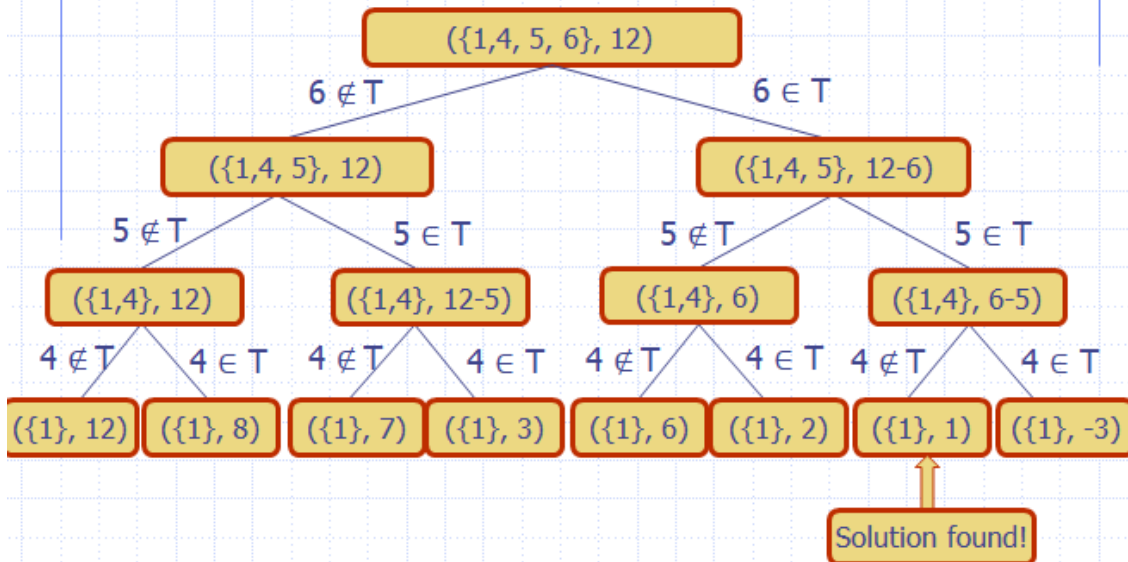 ({1,4, 5, 6}, 12)
6 ∉ T
6 ∈ T
({1,4, 5}, 12)
({1,4, 5}, 12-6)
5 ∉ T
5 ∈ T
5 ∉ T
5 ∈ T
({1,4}, 12)
({1,4}, 12-5)
({1,4}, 6)
({1,4}, 6-5)
4 ∉ T
4 ∈ T
4 ∉ T
4 ∈ T
4 ∉ T
4 ∈ T
4 ∉ T
4 ∈ T
({1}, 12)
({1}, 8)
({1}, 7)
({1}, 3)
({1}, 6)
({1}, 2)
({1}, 1)
({1}, -3)
Solution found!